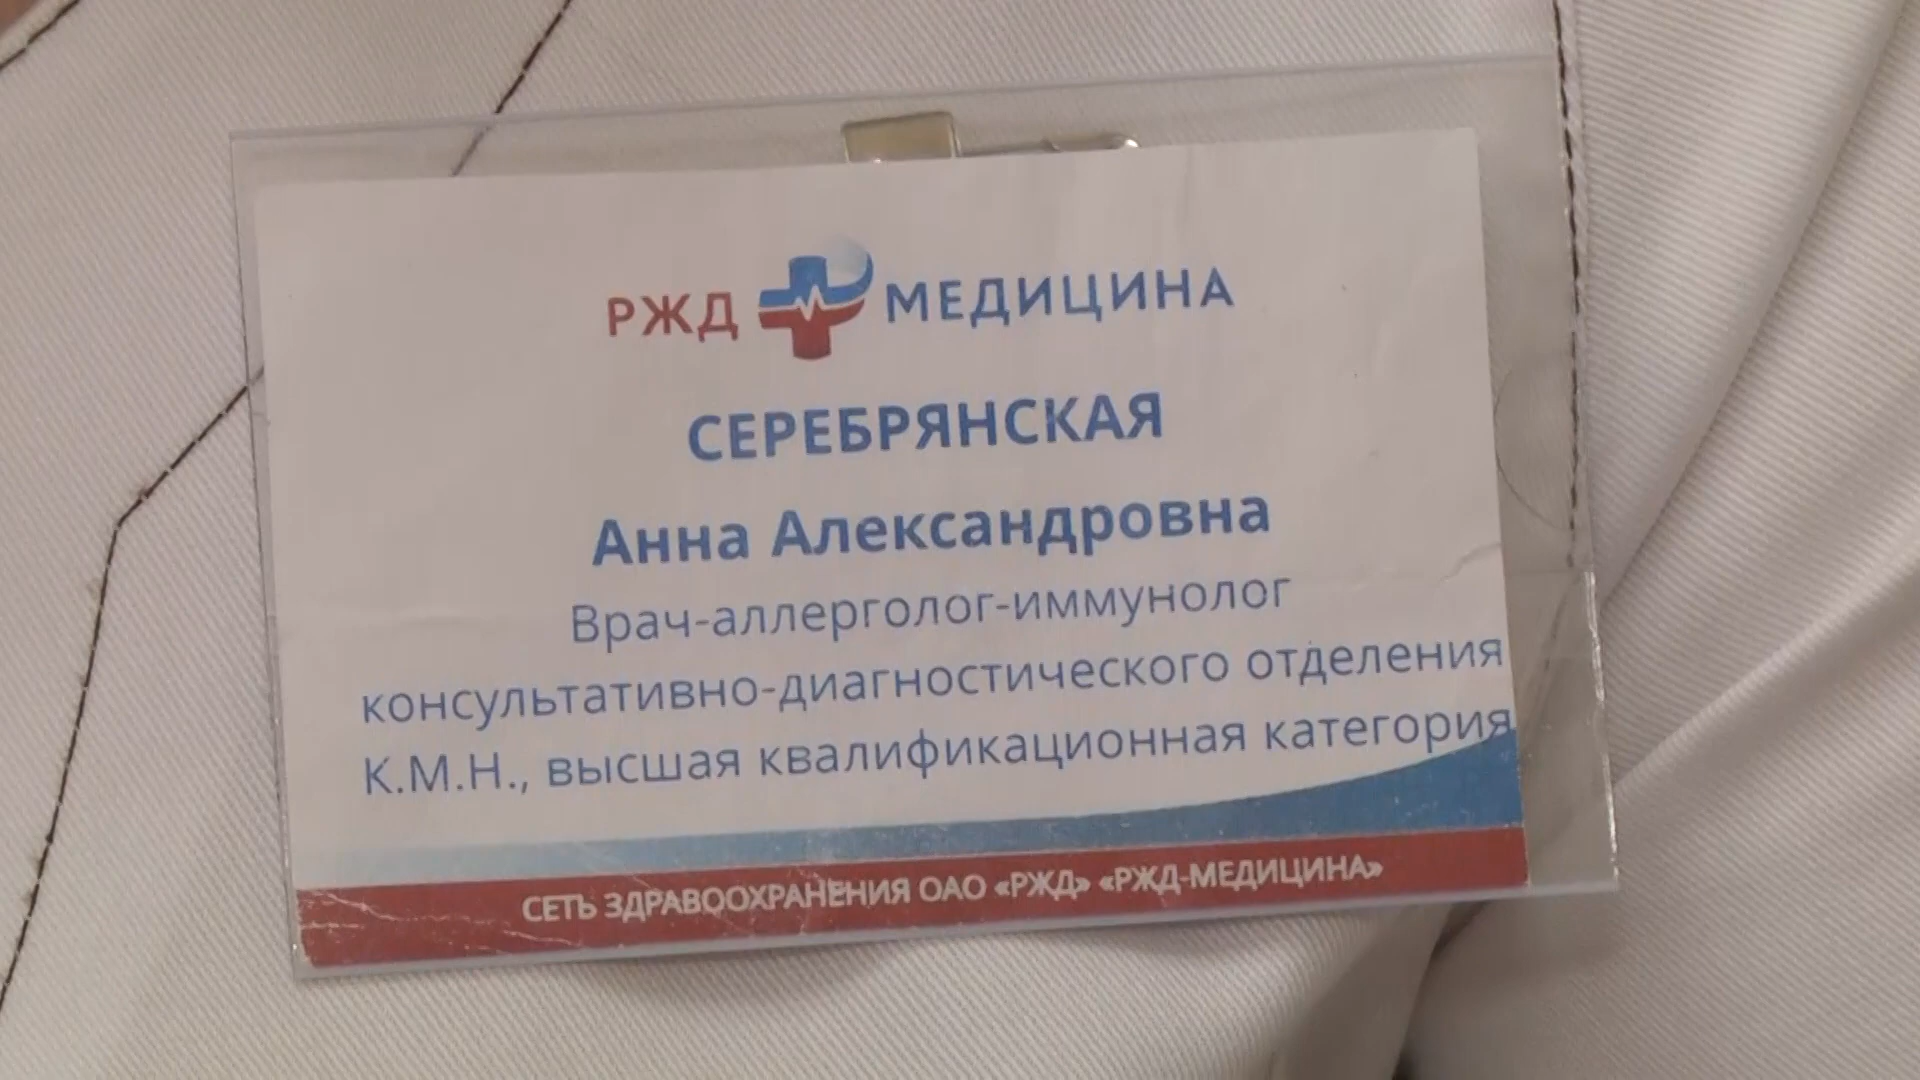 РЖД МЕДИЦИНА
СЕРЕБРЯНСКАЯ
Анна Александровна
Врач-аллерголог-иммунолог
консультативно-диагностического отделения
К.М.Н., высшая квалификационная категория
СЕТЬ ЗДРАВООХРАНЕНИЯ ОАО «РЖД» «РЖД-МЕДИЦИНА»